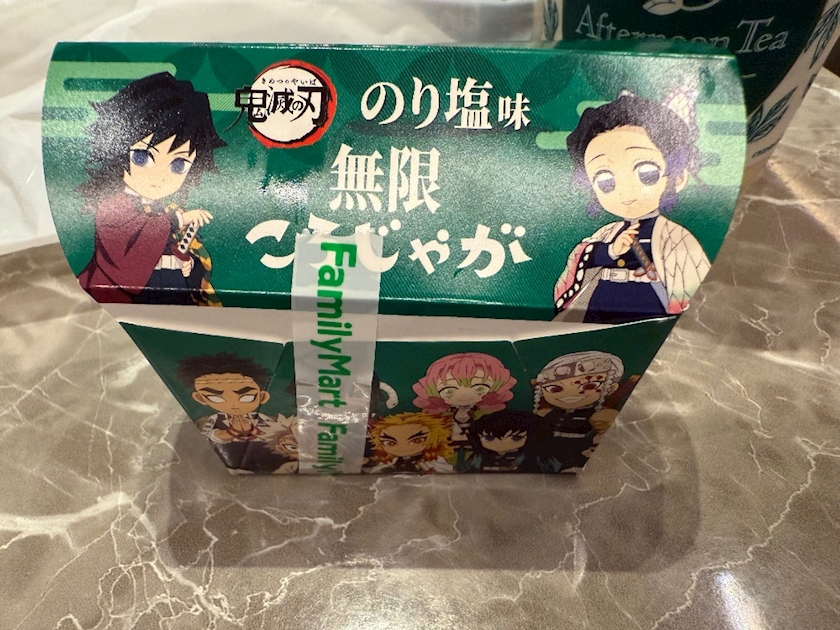 きめつのやいば
鬼滅の刃
のり塩味
無限
こ じゃが
FamilyMart Family
Afternoon Tea